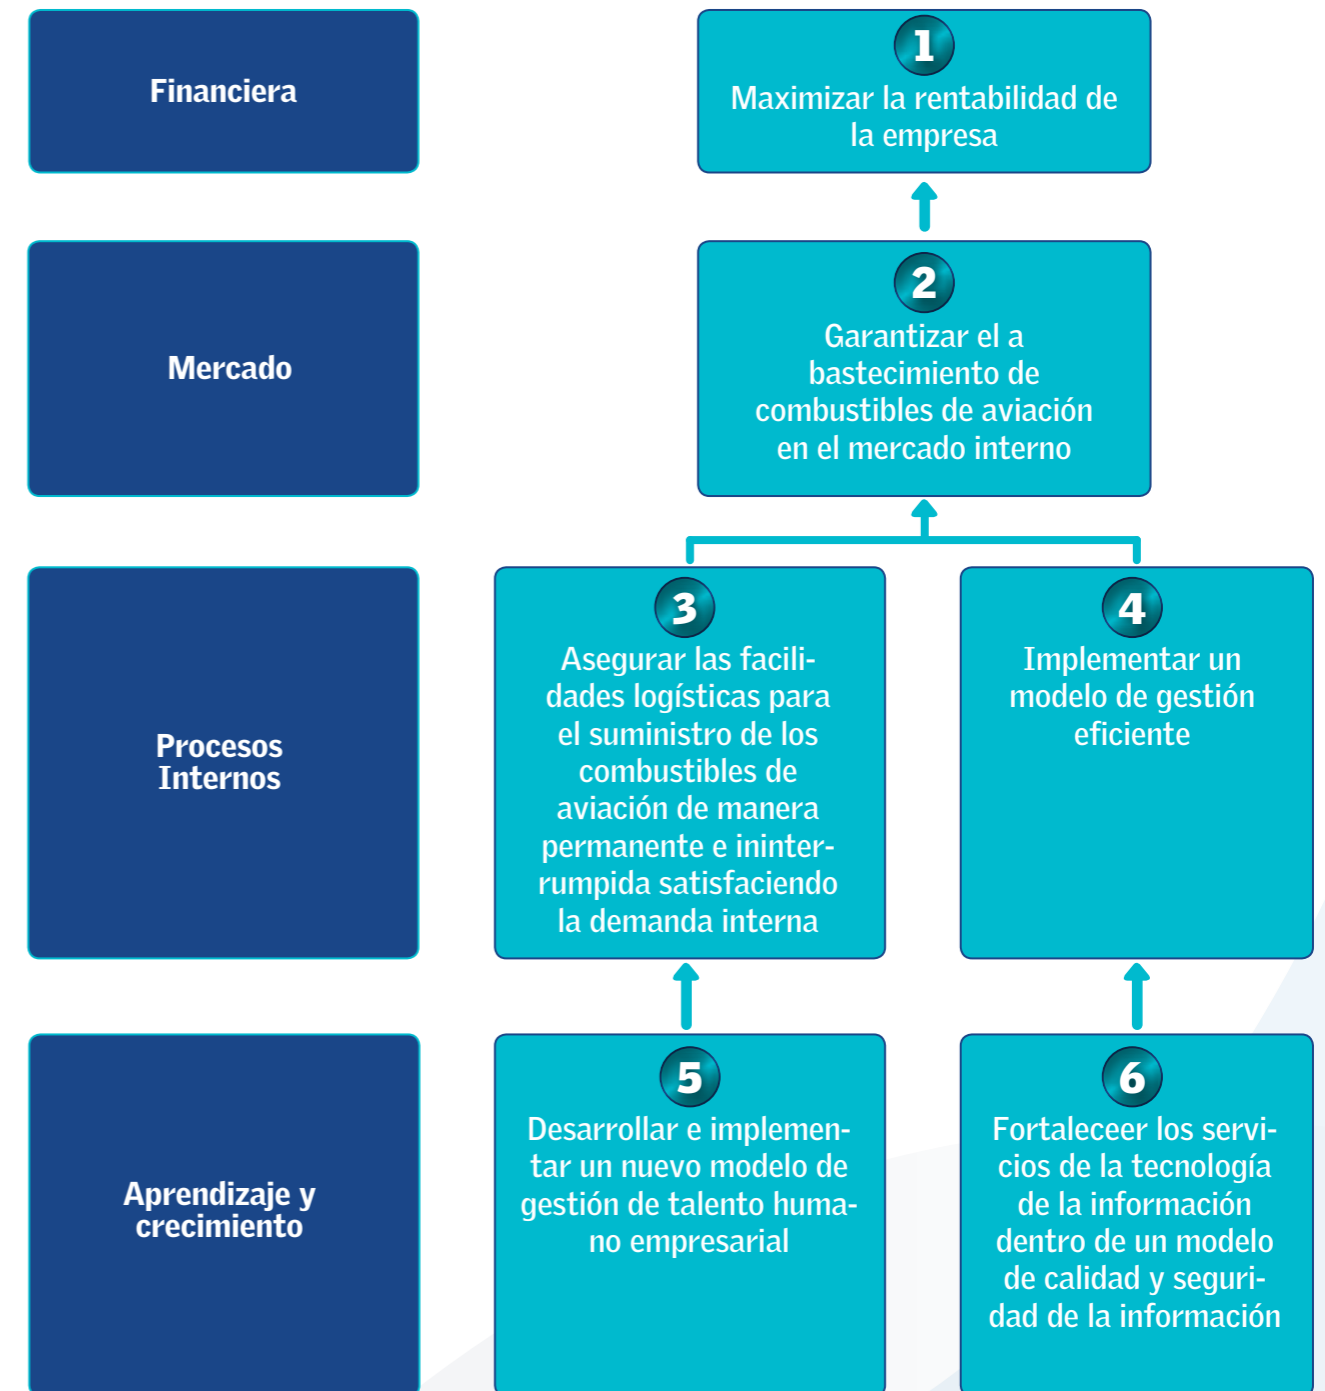 Financiera
1
Maximizar la rentabilidad de
la empresa
Mercado
2
Garantizar el a
bastecimiento de
combustibles de aviación
en el mercado interno
Procesos
Internos
3
Asegurar las facili-
dades logísticas para
el suministro de los
combustibles de
aviación de manera
permanente e ininter-
rumpida satisfaciendo
la demanda interna
4
Implementar un
modelo de gestión
eficiente
Aprendizaje y
crecimiento
5
Desarrollar e implemen-
tar un nuevo modelo de
gestión de talento huma-
no empresarial
6
Fortaleceer los servi-
cios de la tecnología
de la información
dentro de un modelo
de calidad y seguri-
dad de la información